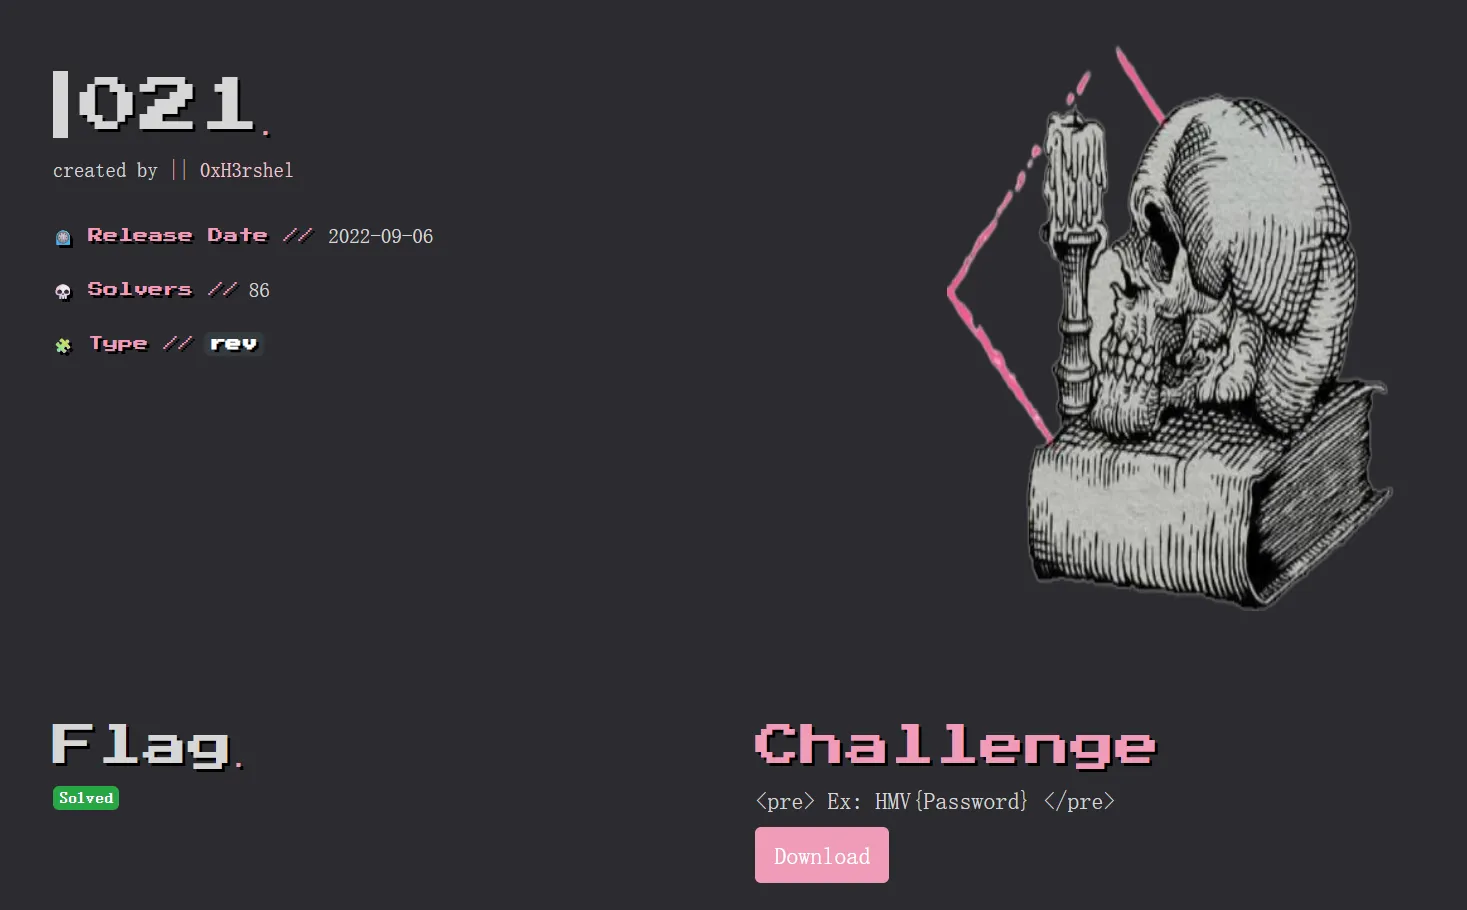 |021.
created by || 0xH3rshel
Release Date // 2022-09-06
Solvers // 86
Type // rev
Flag.
Solved
Challenge
<pre> Ex: HMV{Password} </pre>
Download